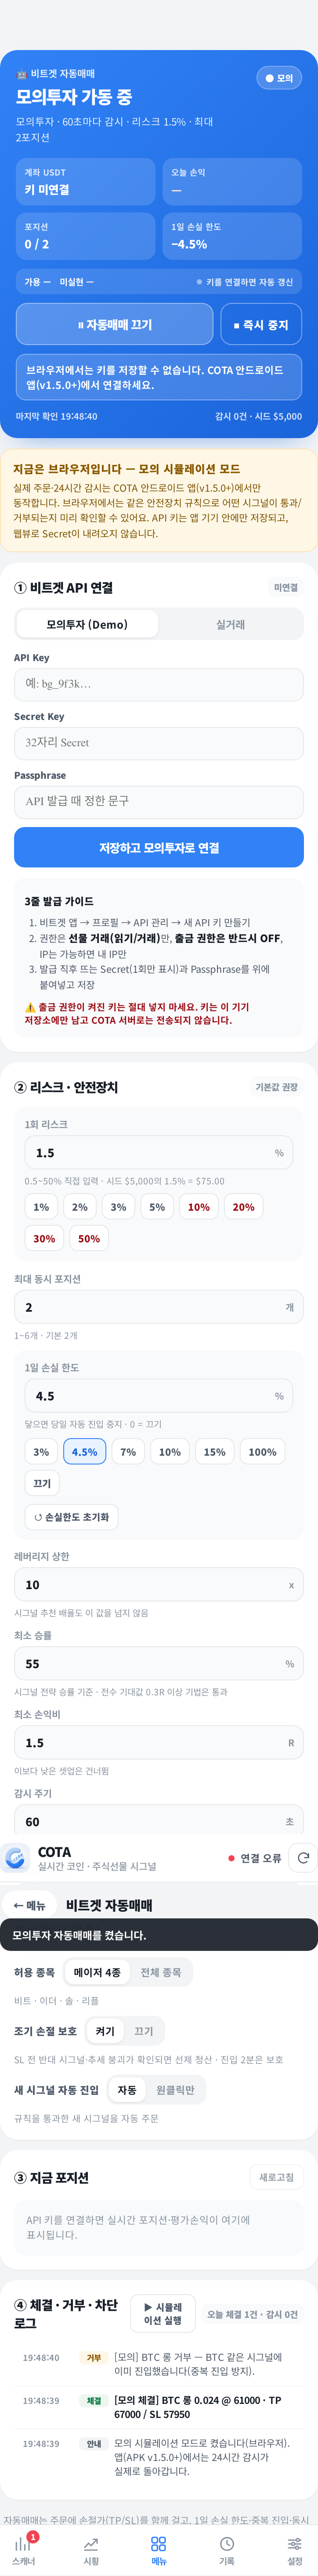 🤖 비트겟 자동매매
● 모의
모의투자 가동 중
모의투자 · 60초마다 감시 · 리스크 1.5% · 최대
2포지션
계좌 USDT
키 미연결
오늘 손익
—
포지션
0 / 2
1일 손실 한도
−4.5%
가용 — 미실현 —
키를 연결하면 자동 갱신
⏸ 자동매매 끄기
■ 즉시 중지
브라우저에서는 키를 저장할 수 없습니다. COTA 안드로이드
앱(v1.5.0+)에서 연결하세요.
마지막 확인 19:48:40
감시 0건 · 시드 $5,000
지금은 브라우저입니다 — 모의 시뮬레이션 모드
실제 주문·24시간 감시는 COTA 안드로이드 앱(v1.5.0+)에서만
동작합니다. 브라우저에서는 같은 안전장치 규칙으로 어떤 시그널이 통과/
거부되는지 미리 확인할 수 있어요. API 키는 앱 기기 안에만 저장되고,
웹뷰로 Secret이 내려오지 않습니다.
① 비트겟 API 연결
미연결
모의투자 (Demo)
실거래
API Key
예: bg_9f3k…
Secret Key
32자리 Secret
Passphrase
API 발급 때 정한 문구
저장하고 모의투자로 연결
3줄 발급 가이드
1. 비트겟 앱 → 프로필 → API 관리 → 새 API 키 만들기
2. 권한은 선물 거래(읽기/거래)만, 출금 권한은 반드시 OFF,
IP는 가능하면 내 IP만
3. 발급 직후 뜨는 Secret(1회만 표시)과 Passphrase를 위에
붙여넣고 저장
⚠️ 출금 권한이 켜진 키는 절대 넣지 마세요. 키는 이 기기
저장소에만 남고 COTA 서버로는 전송되지 않습니다.
② 리스크 · 안전장치
기본값 권장
1회 리스크
1.5 %
0.5~50% 직접 입력 · 시드 $5,000의 1.5% = $75.00
1% 2% 3% 5% 10% 20%
30% 50%
최대 동시 포지션
2 개
1~6개 · 기본 2개
1일 손실 한도
4.5 %
닿으면 당일 자동 진입 중지 · 0 = 끄기
3% 4.5% 7% 10% 15% 100%
끄기
↺ 손실한도 초기화
레버리지 상한
10 x
시그널 추천 배율도 이 값을 넘지 않음
최소 승률
55 %
시그널 전략 승률 기준 · 전수 기대값 0.3R 이상 기법은 통과
최소 손익비
1.5 R
이보다 낮은 셋업은 건너뜀
감시 주기
60 초
COTA
실시간 코인 · 주식선물 시그널
연결 오류
← 메뉴
비트겟 자동매매
모의투자 자동매매를 켰습니다.
허용 종목
메이저 4종
전체 종목
비트 · 이더 · 솔 · 리플
조기 손절 보호
켜기
끄기
SL 전 반대 시그널·추세 붕괴가 확인되면 선제 청산 · 진입 2분은 보호
새 시그널 자동 진입
자동
원클릭만
규칙을 통과한 새 시그널을 자동 주문
③ 지금 포지션
새로고침
API 키를 연결하면 실시간 포지션·평가손익이 여기에
표시됩니다.
④ 체결 · 거부 · 차단
로그
▶ 시뮬레
이션 실행
오늘 체결 1건 · 감시 0건
19:48:40 거부 [모의] BTC 롱 거부 — BTC 같은 시그널에
이미 진입했습니다(중복 진입 방지).
19:48:39 체결 [모의 체결] BTC 롱 0.024 @ 61000 · TP
67000 / SL 57950
19:48:39 안내 모의 시뮬레이션 모드로 켰습니다(브라우저).
앱(APK v1.5.0+)에서는 24시간 감시가
실제로 돌아갑니다.
자동매매는 주문에 손절가(TP/SL)를 함께 걸고, 1일 손실 한도·중복 진입·동시
1
스캐너
시황
메뉴
기록
설정